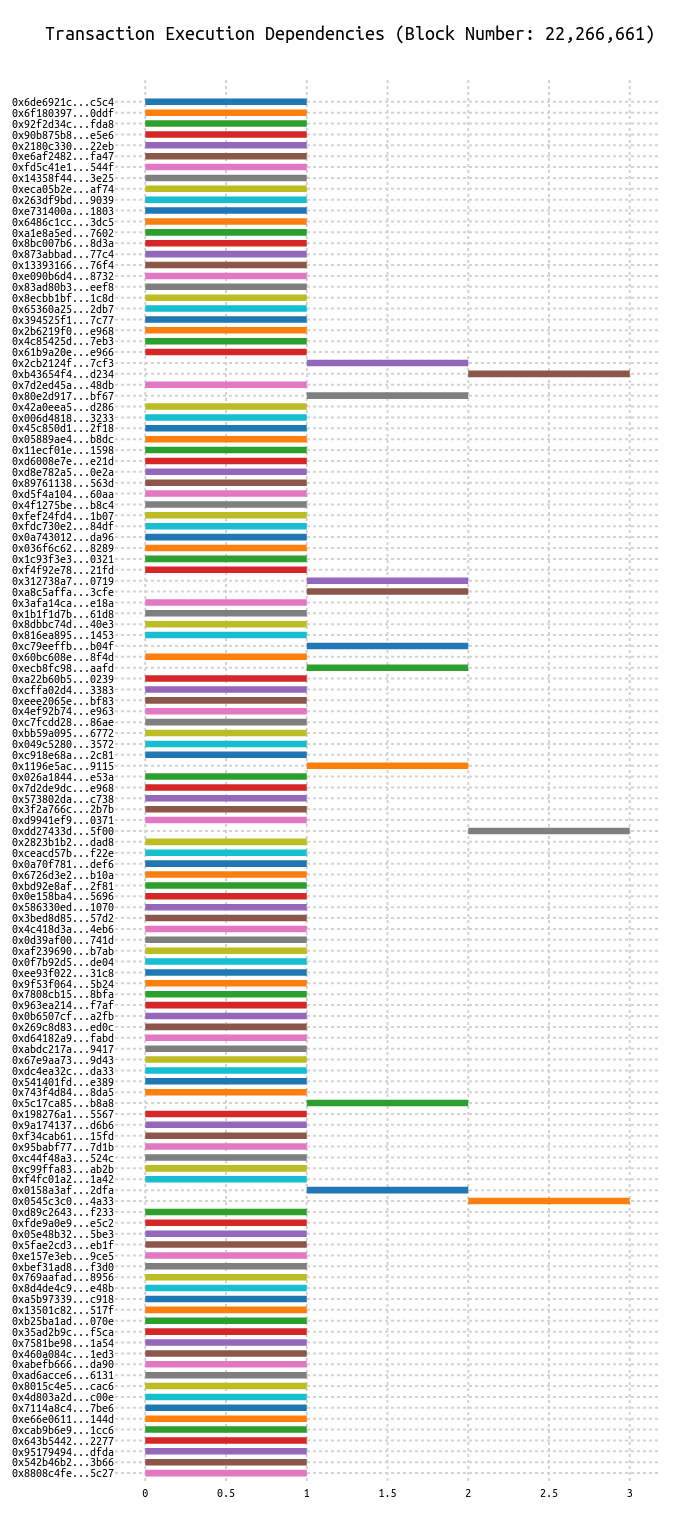 Transaction Execution Dependencies (Block Number: 22,266,661)
0x6de6921c...c5c4
0x6f180397...0ddf
0x92f2d34c...fda8
0x90b875b8...e5e6
0x2180c330...22eb
0xe6af2482...fa47
0xfd5c41e1...544f
0x14358f44...3e25
0xeca05b2e...af74
0x263df9bd...9039
0xe731400a...1803
0x6486c1cc...3dc5
0xa1e8a5ed...7602
0x8bc007b6...8d3a
0x873abbad...77c4
0x13393166...76f4
0xe090b6d4...8732
0x83ad80b3...eef8
0x8ecbb1bf...1c8d
0x65360a25...2db7
0x394525f1...7c77
0x2b6219f0...e968
0x4c85425d...7eb3
0x61b9a20e...e966
0x2cb2124f...7cf3
0xb43654f4...d234
0x7d2ed45a...48db
0x80e2d917...bf67
0x42a0eea5...d286
0x006d4818...3233
0x45c850d1...2f18
0x05889ae4...b8dc
0x11ecf01e...1598
0xd6008e7e...e21d
0xd8e782a5...0e2a
0x89761138...563d
0xd5f4a104...60aa
0x4f1275be...b8c4
0xfef24fd4...1b07
0xfdc730e2...84df
0x0a743012...da96
0x036f6c62...8289
0x1c93f3e3...0321
0xf4f92e78...21fd
0x312738a7...0719
0xa8c5affa...3cfe
0x3afa14ca...e18a
0x1b1f1d7b...61d8
0x8dbbc74d...40e3
0x816ea895...1453
0xc79eeffb...b04f
0x60bc608e...8f4d
0xecb8fc98...aafd
0xa22b60b5...0239
0xcffa02d4...3383
0xeee2065e...bf83
0x4ef92b74...e963
0xc7fcdd28...86ae
0xbb59a095...6772
0x049c5280...3572
0xc918e68a...2c81
0x1196e5ac...9115
0x026a1844...e53a
0x7d2de9dc...e968
0x573802da...c738
0x3f2a766c...2b7b
0xd9941ef9...0371
0xdd27433d...5f00
0x2823b1b2...dad8
0xceacd57b...f22e
0x0a70f781...def6
0x6726d3e2...b10a
0xbd92e8af...2f81
0x0e158ba4...5696
0x586330ed...1070
0x3bed8d85...57d2
0x4c418d3a...4eb6
0x0d39af00...741d
0xaf239690...b7ab
0x0f7b92d5...de04
0xee93f022...31c8
0x9f53f064...5b24
0x7808cb15...8bfa
0x963ea214...f7af
0x0b6507cf...a2fb
0x269c8d83...ed0c
0xd64182a9...fabd
0xabdc217a...9417
0x67e9aa73...9d43
0xdc4ea32c...da33
0x541401fd...e389
0x743f4d84...8da5
0x5c17ca85...b8a8
0x198276a1...5567
0x9a174137...d6b6
0xf34cab61...15fd
0x95babf77...7d1b
0xc44f48a3...524c
0xc99ffa83...ab2b
0xf4fc01a2...1a42
0x0158a3af...2dfa
0x0545c3c0...4a33
0xd89c2643...f233
0xfde9a0e9...e5c2
0x05e48b32...5be3
0x5fae2cd3...eb1f
0xe157e3eb...9ce5
0xbef31ad8...f3d0
0x769aafad...8956
0x8d4de4c9...e48b
0xa5b97339...c918
0x13501c82...517f
0xb25ba1ad...070e
0x35ad2b9c...f5ca
0x7581be98...1a54
0x460a084c...1ed3
0xabefb666...da90
0xad6acce6...6131
0x8015c4e5...cac6
0x4d803a2d...c00e
0x7114a8c4...7be6
0xe66e0611...144d
0xcab9b6e9...1cc6
0x643b5442...2277
0x95179494...dfda
0x542b46b2...3b66
0x8808c4fe...5c27
0 0.5 1 1.5 2 2.5 3